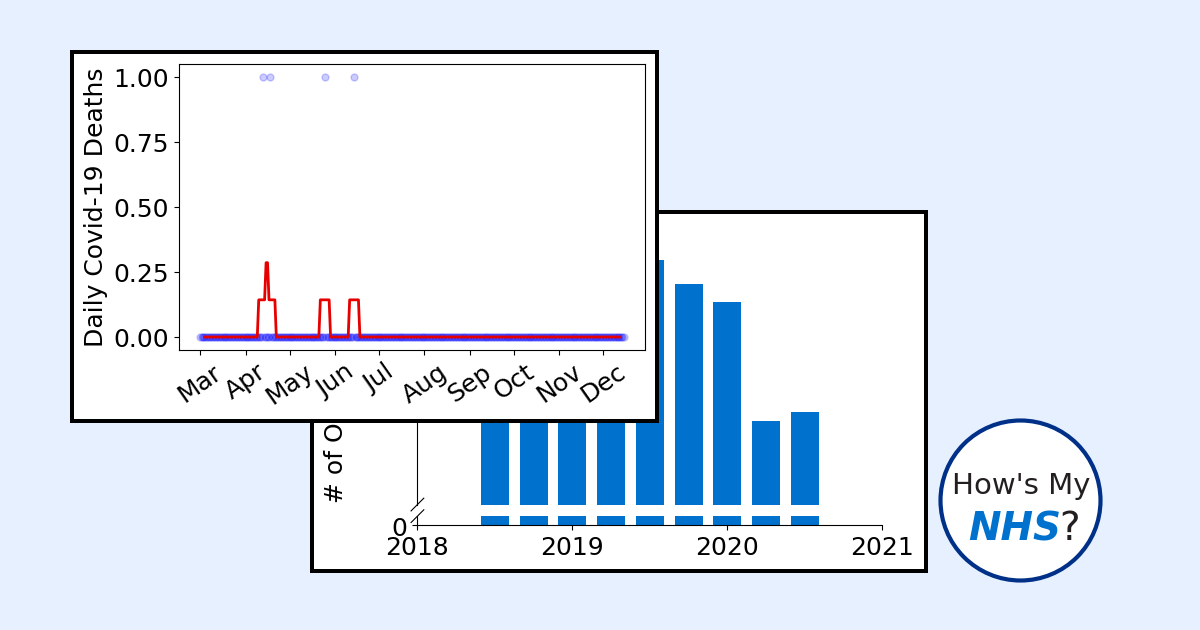 Daily Covid-19 Deaths
1.00
0.75
0.50
0.25
0.00
Mar Apr May Jun Jul Aug Sep Oct Nov Dec
# of O
0
2018 2019 2020 2021
How's My
NHS?